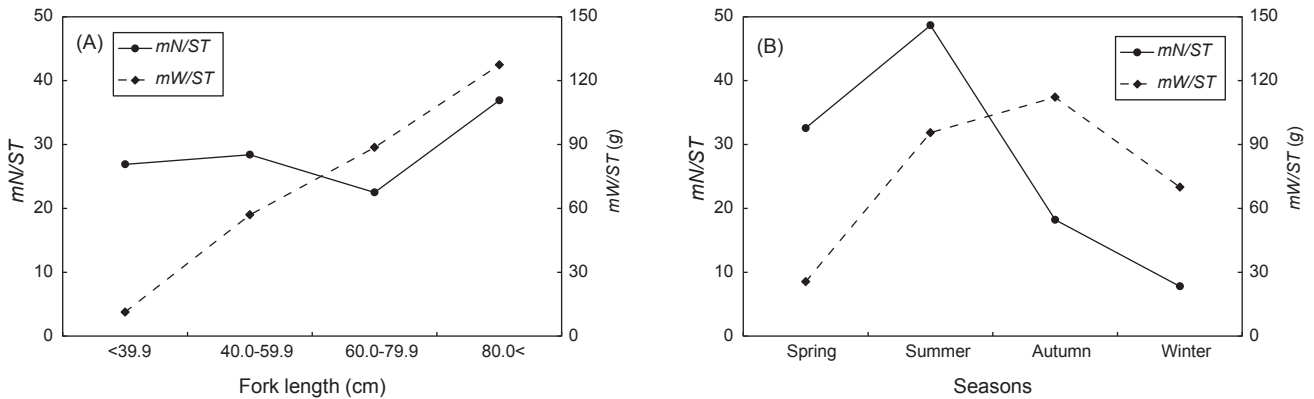 (A)
mN/ST
mW/ST
50
40
30
20
10
0
mN/ST
150
120
90
60
30
0
mW/ST (g)
<39.9 40.0-59.9 60.0-79.9 80.0<
Fork length (cm)
(B)
mN/ST
mW/ST
50
40
30
20
10
0
mN/ST
150
120
90
60
30
0
mW/ST (g)
Spring Summer Autumn Winter
Seasons